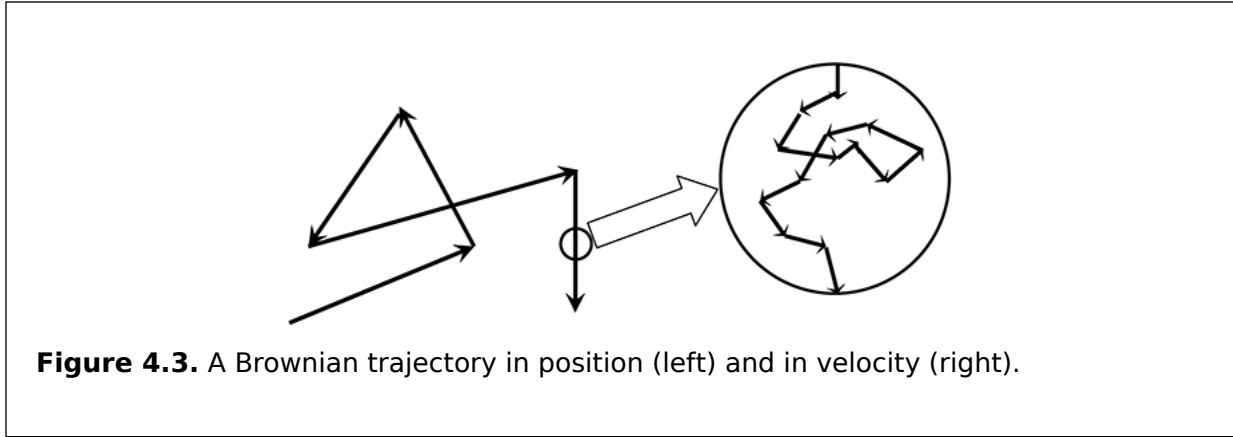 Figure 4.3. A Brownian trajectory in position (left) and in velocity (right).